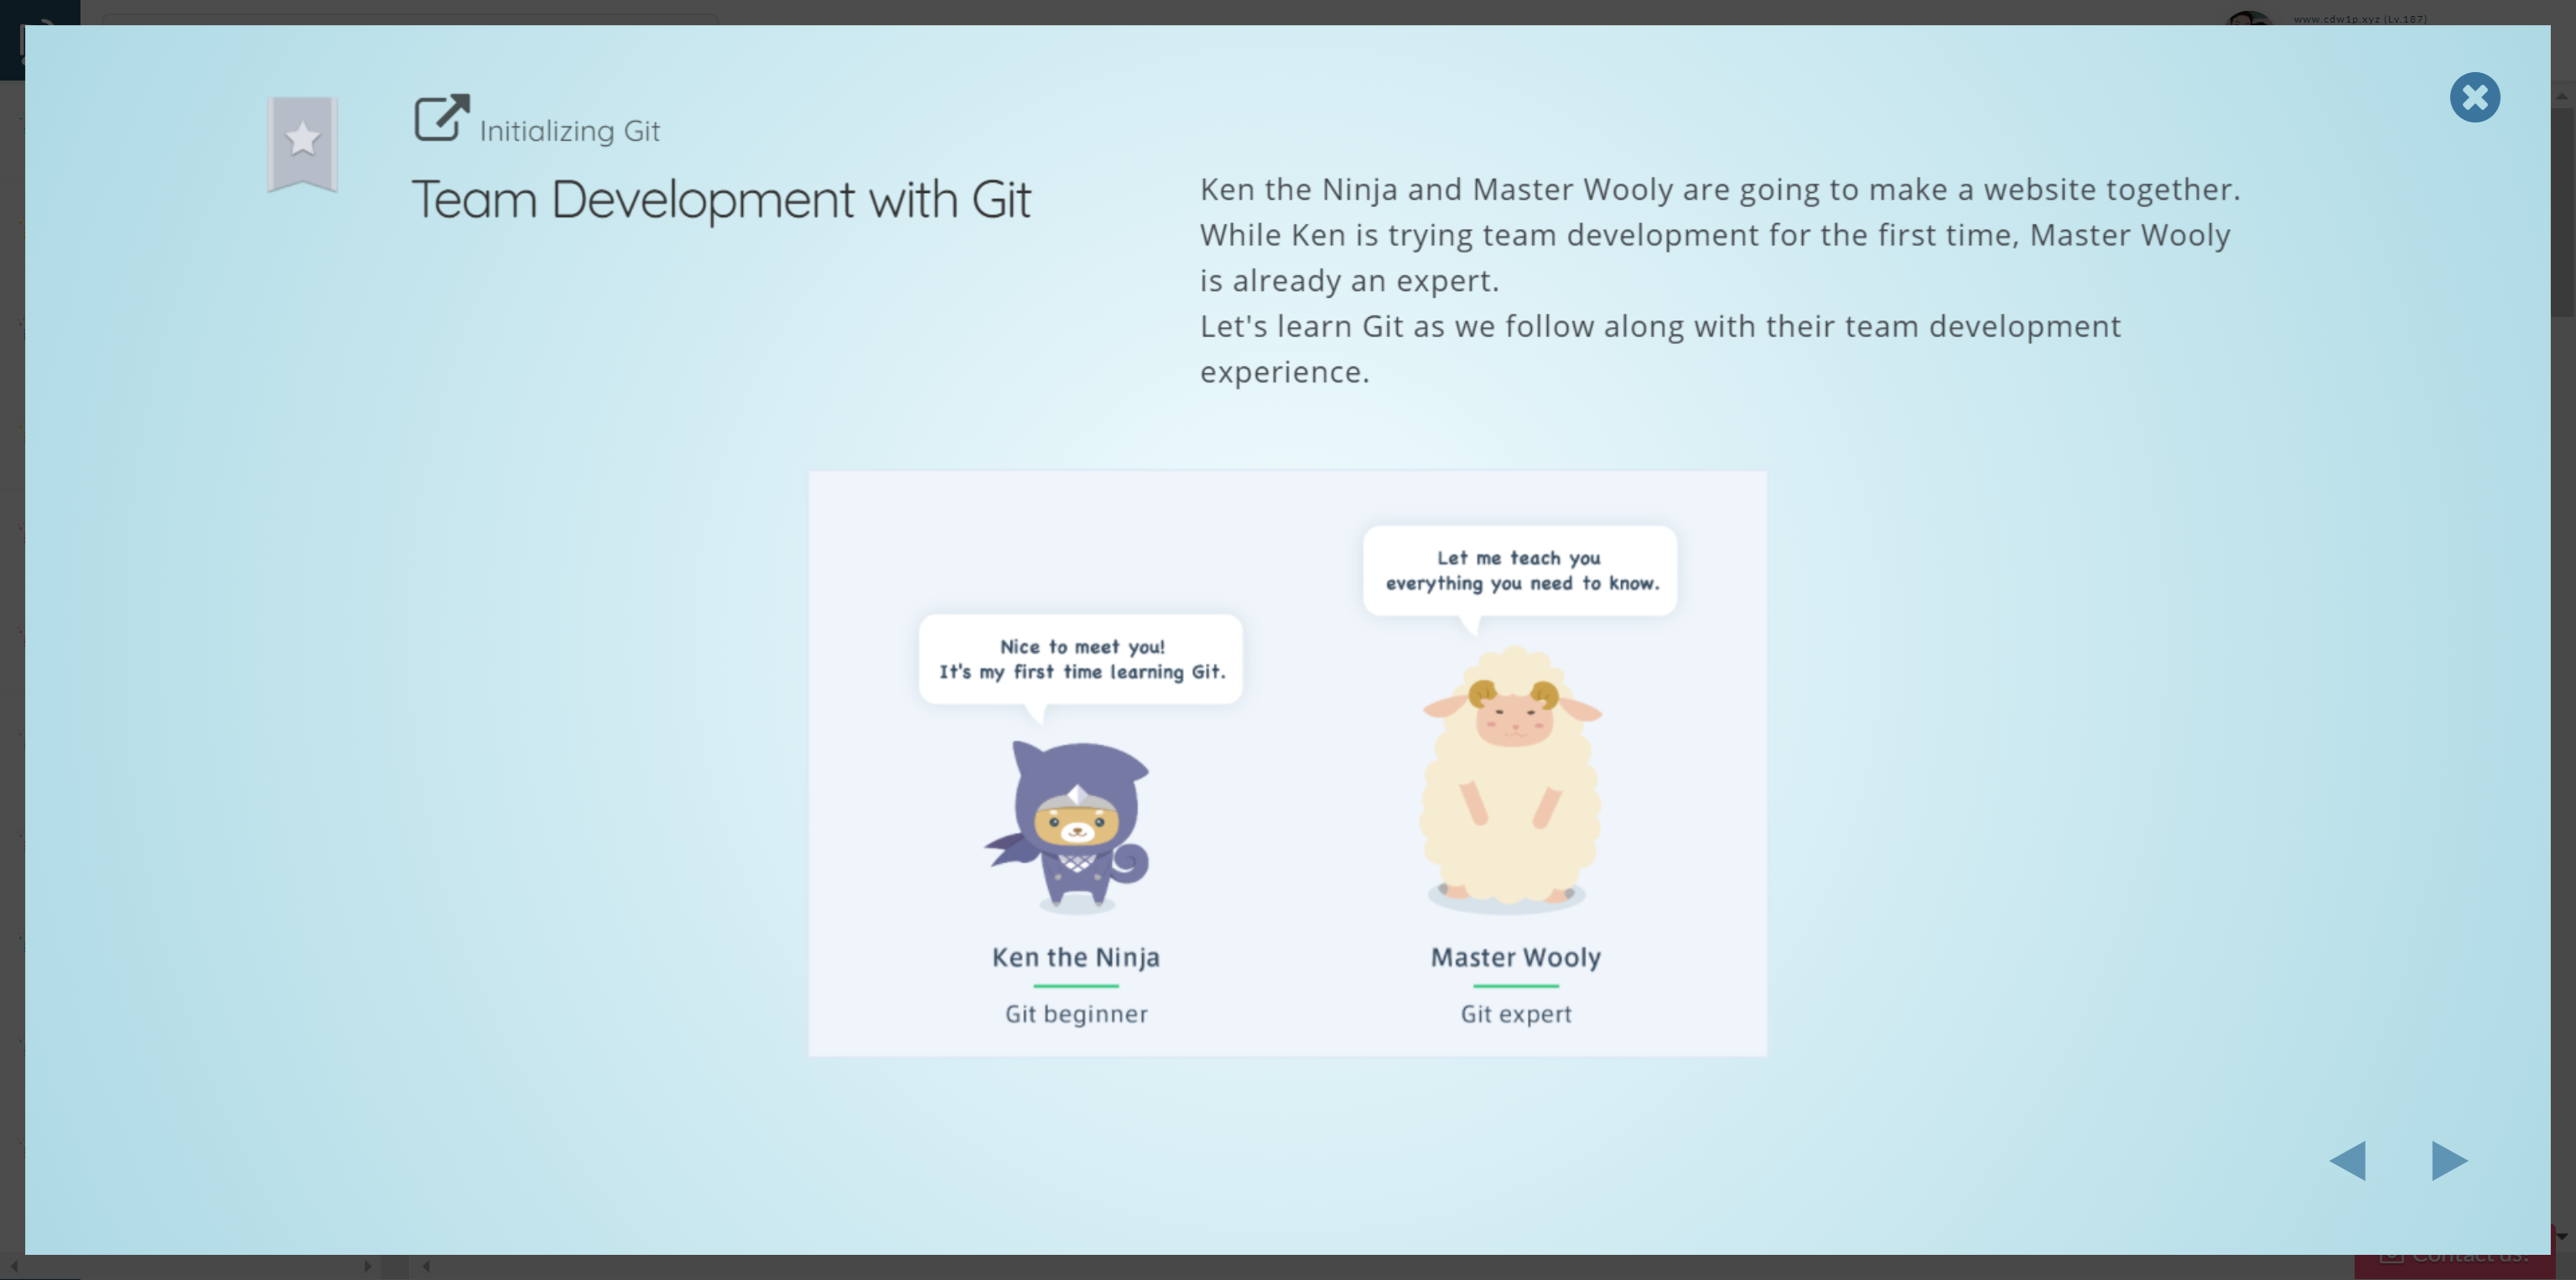 www.cdw1p.xyz (Lv.187)
Initializing Git
Team Development with Git
Ken the Ninja and Master Wooly are going to make a website together.
While Ken is trying team development for the first time, Master Wooly
is already an expert.
Let's learn Git as we follow along with their team development
experience.
Let me teach you
everything you need to know.
Nice to meet you!
It's my first time learning Git.
Ken the Ninja
Git beginner
Master Wooly
Git expert
Contact us!